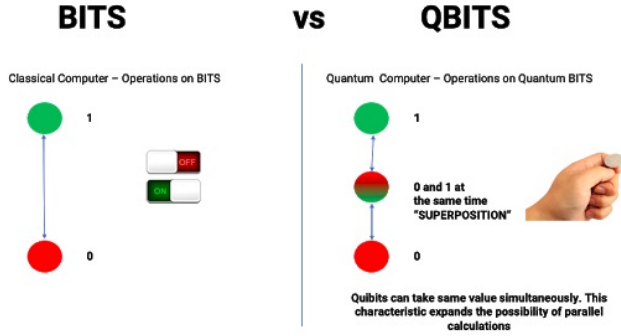 BITS vs QBITS
Classical Computer – Operations on BITS
1
OFF
ON
0
Quantum Computer – Operations on Quantum BITS
1
0 and 1 at
the same time
"SUPERPOSITION"
0
Quibits can take same value simultaneously. This
characteristic expands the possibility of parallel
calculations